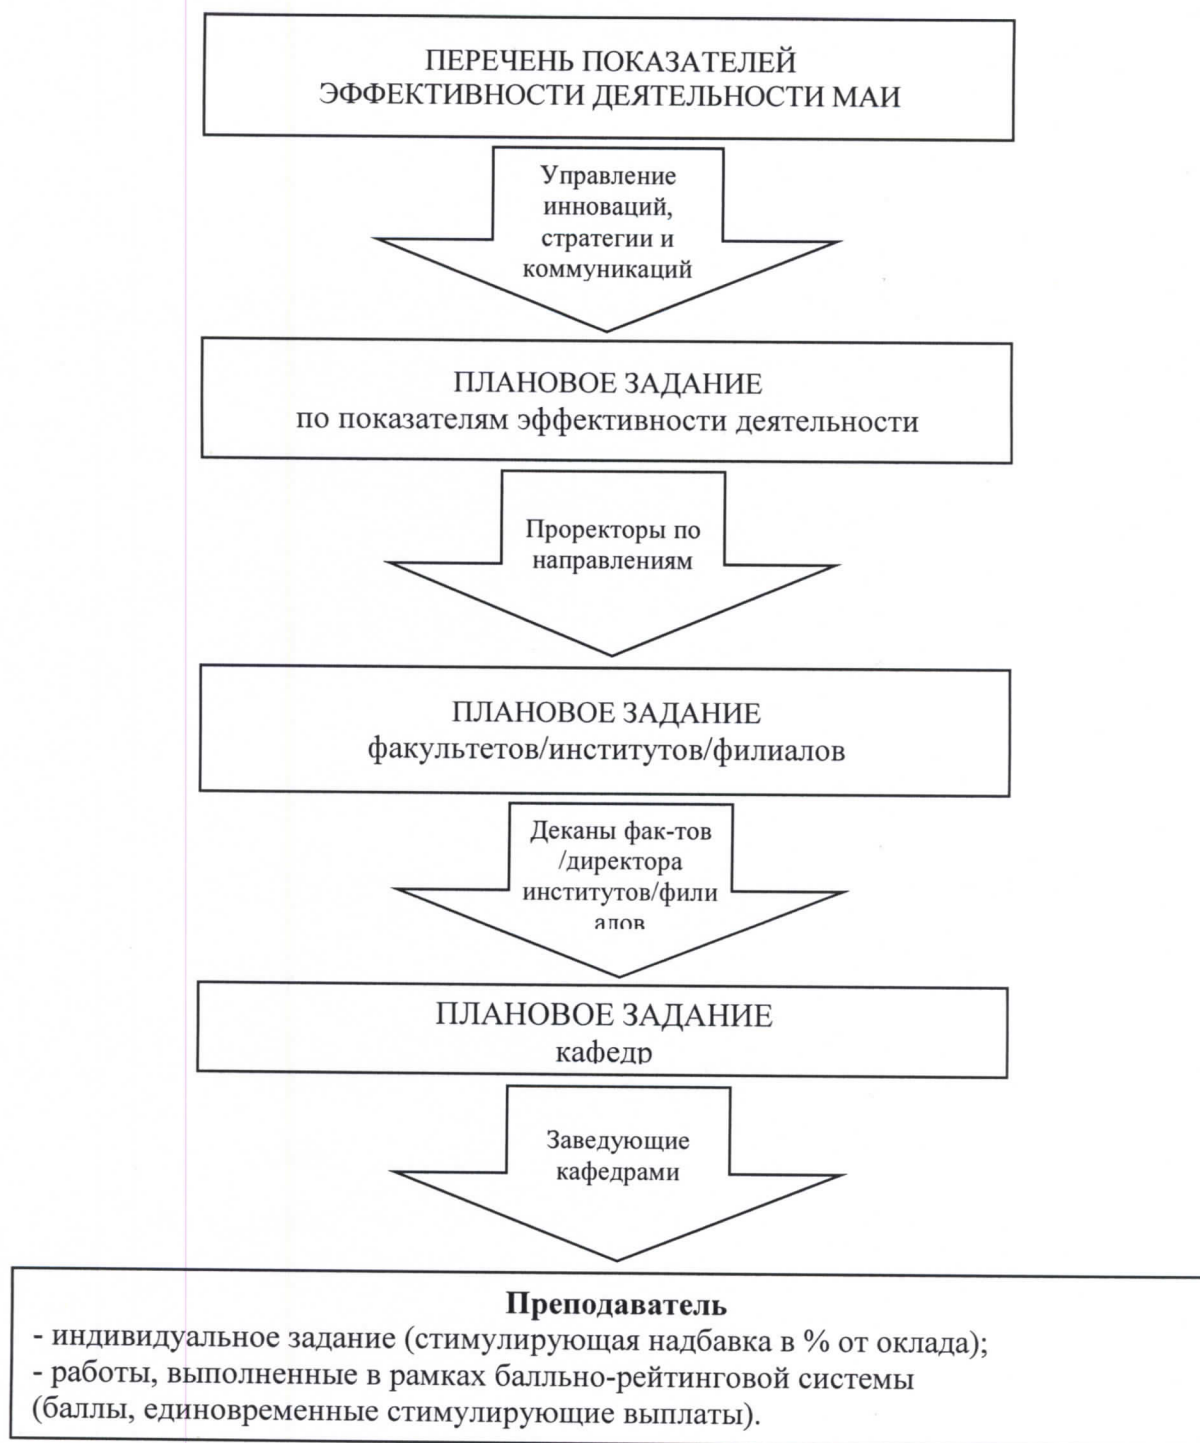 ПЕРЕЧЕНЬ ПОКАЗАТЕЛЕЙ
ЭФФЕКТИВНОСТИ ДЕЯТЕЛЬНОСТИ МАИ
Управление
инноваций,
стратегии и
коммуникаций
ПЛАНОВОЕ ЗАДАНИЕ
по показателям эффективности деятельности
Проректоры по
направлениям
ПЛАНОВОЕ ЗАДАНИЕ
факультетов/институтов/филиалов
Деканы фак-тов
/директора
институтов/фили
алов
ПЛАНОВОЕ ЗАДАНИЕ
кафедр
Заведующие
кафедрами
Преподаватель
- индивидуальное задание (стимулирующая надбавка в % от оклада);
- работы, выполненные в рамках балльно-рейтинговой системы
(баллы, единовременные стимулирующие выплаты).